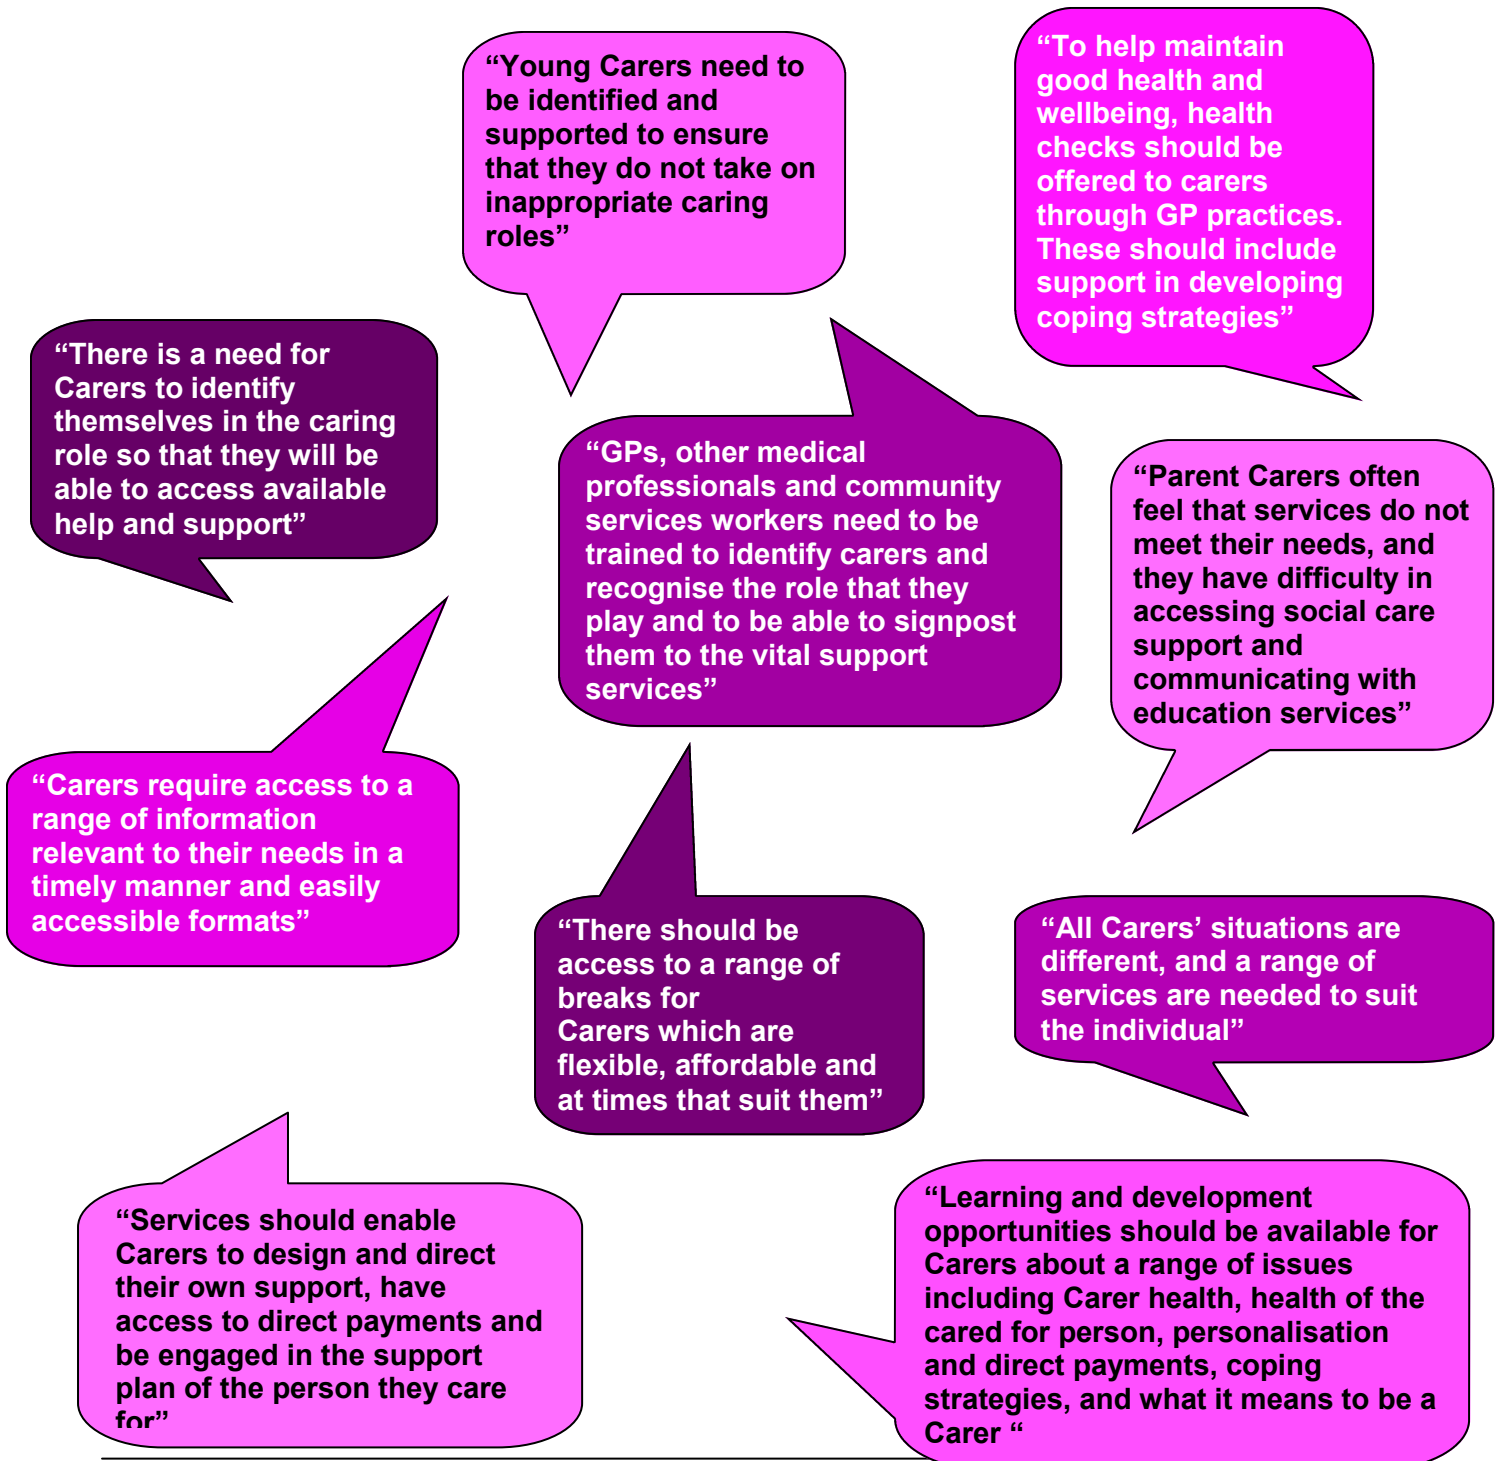 “Young Carers need to
be identified and
supported to ensure
that they do not take on
inappropriate caring
roles”
“To help maintain
good health and
wellbeing, health
checks should be
offered to carers
through GP practices.
These should include
support in developing
coping strategies”
“There is a need for
Carers to identify
themselves in the caring
role so that they will be
able to access available
help and support”
“GPs, other medical
professionals and community
services workers need to be
trained to identify carers and
recognise the role that they
play and to be able to signpost
them to the vital support
services”
“Parent Carers often
feel that services do not
meet their needs, and
they have difficulty in
accessing social care
support and
communicating with
education services”
“Carers require access to a
range of information
relevant to their needs in a
timely manner and easily
accessible formats”
“There should be
access to a range of
breaks for
Carers which are
flexible, affordable and
at times that suit them”
“All Carers’ situations are
different, and a range of
services are needed to suit
the individual”
“Services should enable
Carers to design and direct
their own support, have
access to direct payments and
be engaged in the support
plan of the person they care
for”
“Learning and development
opportunities should be available for
Carers about a range of issues
including Carer health, health of the
cared for person, personalisation
and direct payments, coping
strategies, and what it means to be a
Carer “